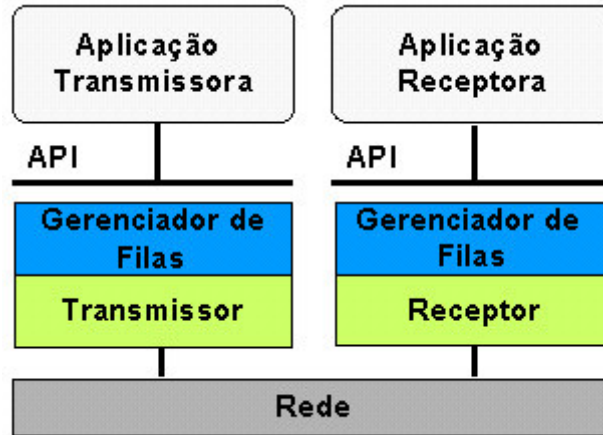 Aplicação
Transmissora
Aplicação
Receptora
API
API
Gerenciador de
Filas
Gerenciador de
Filas
Transmissor
Receptor
Rede